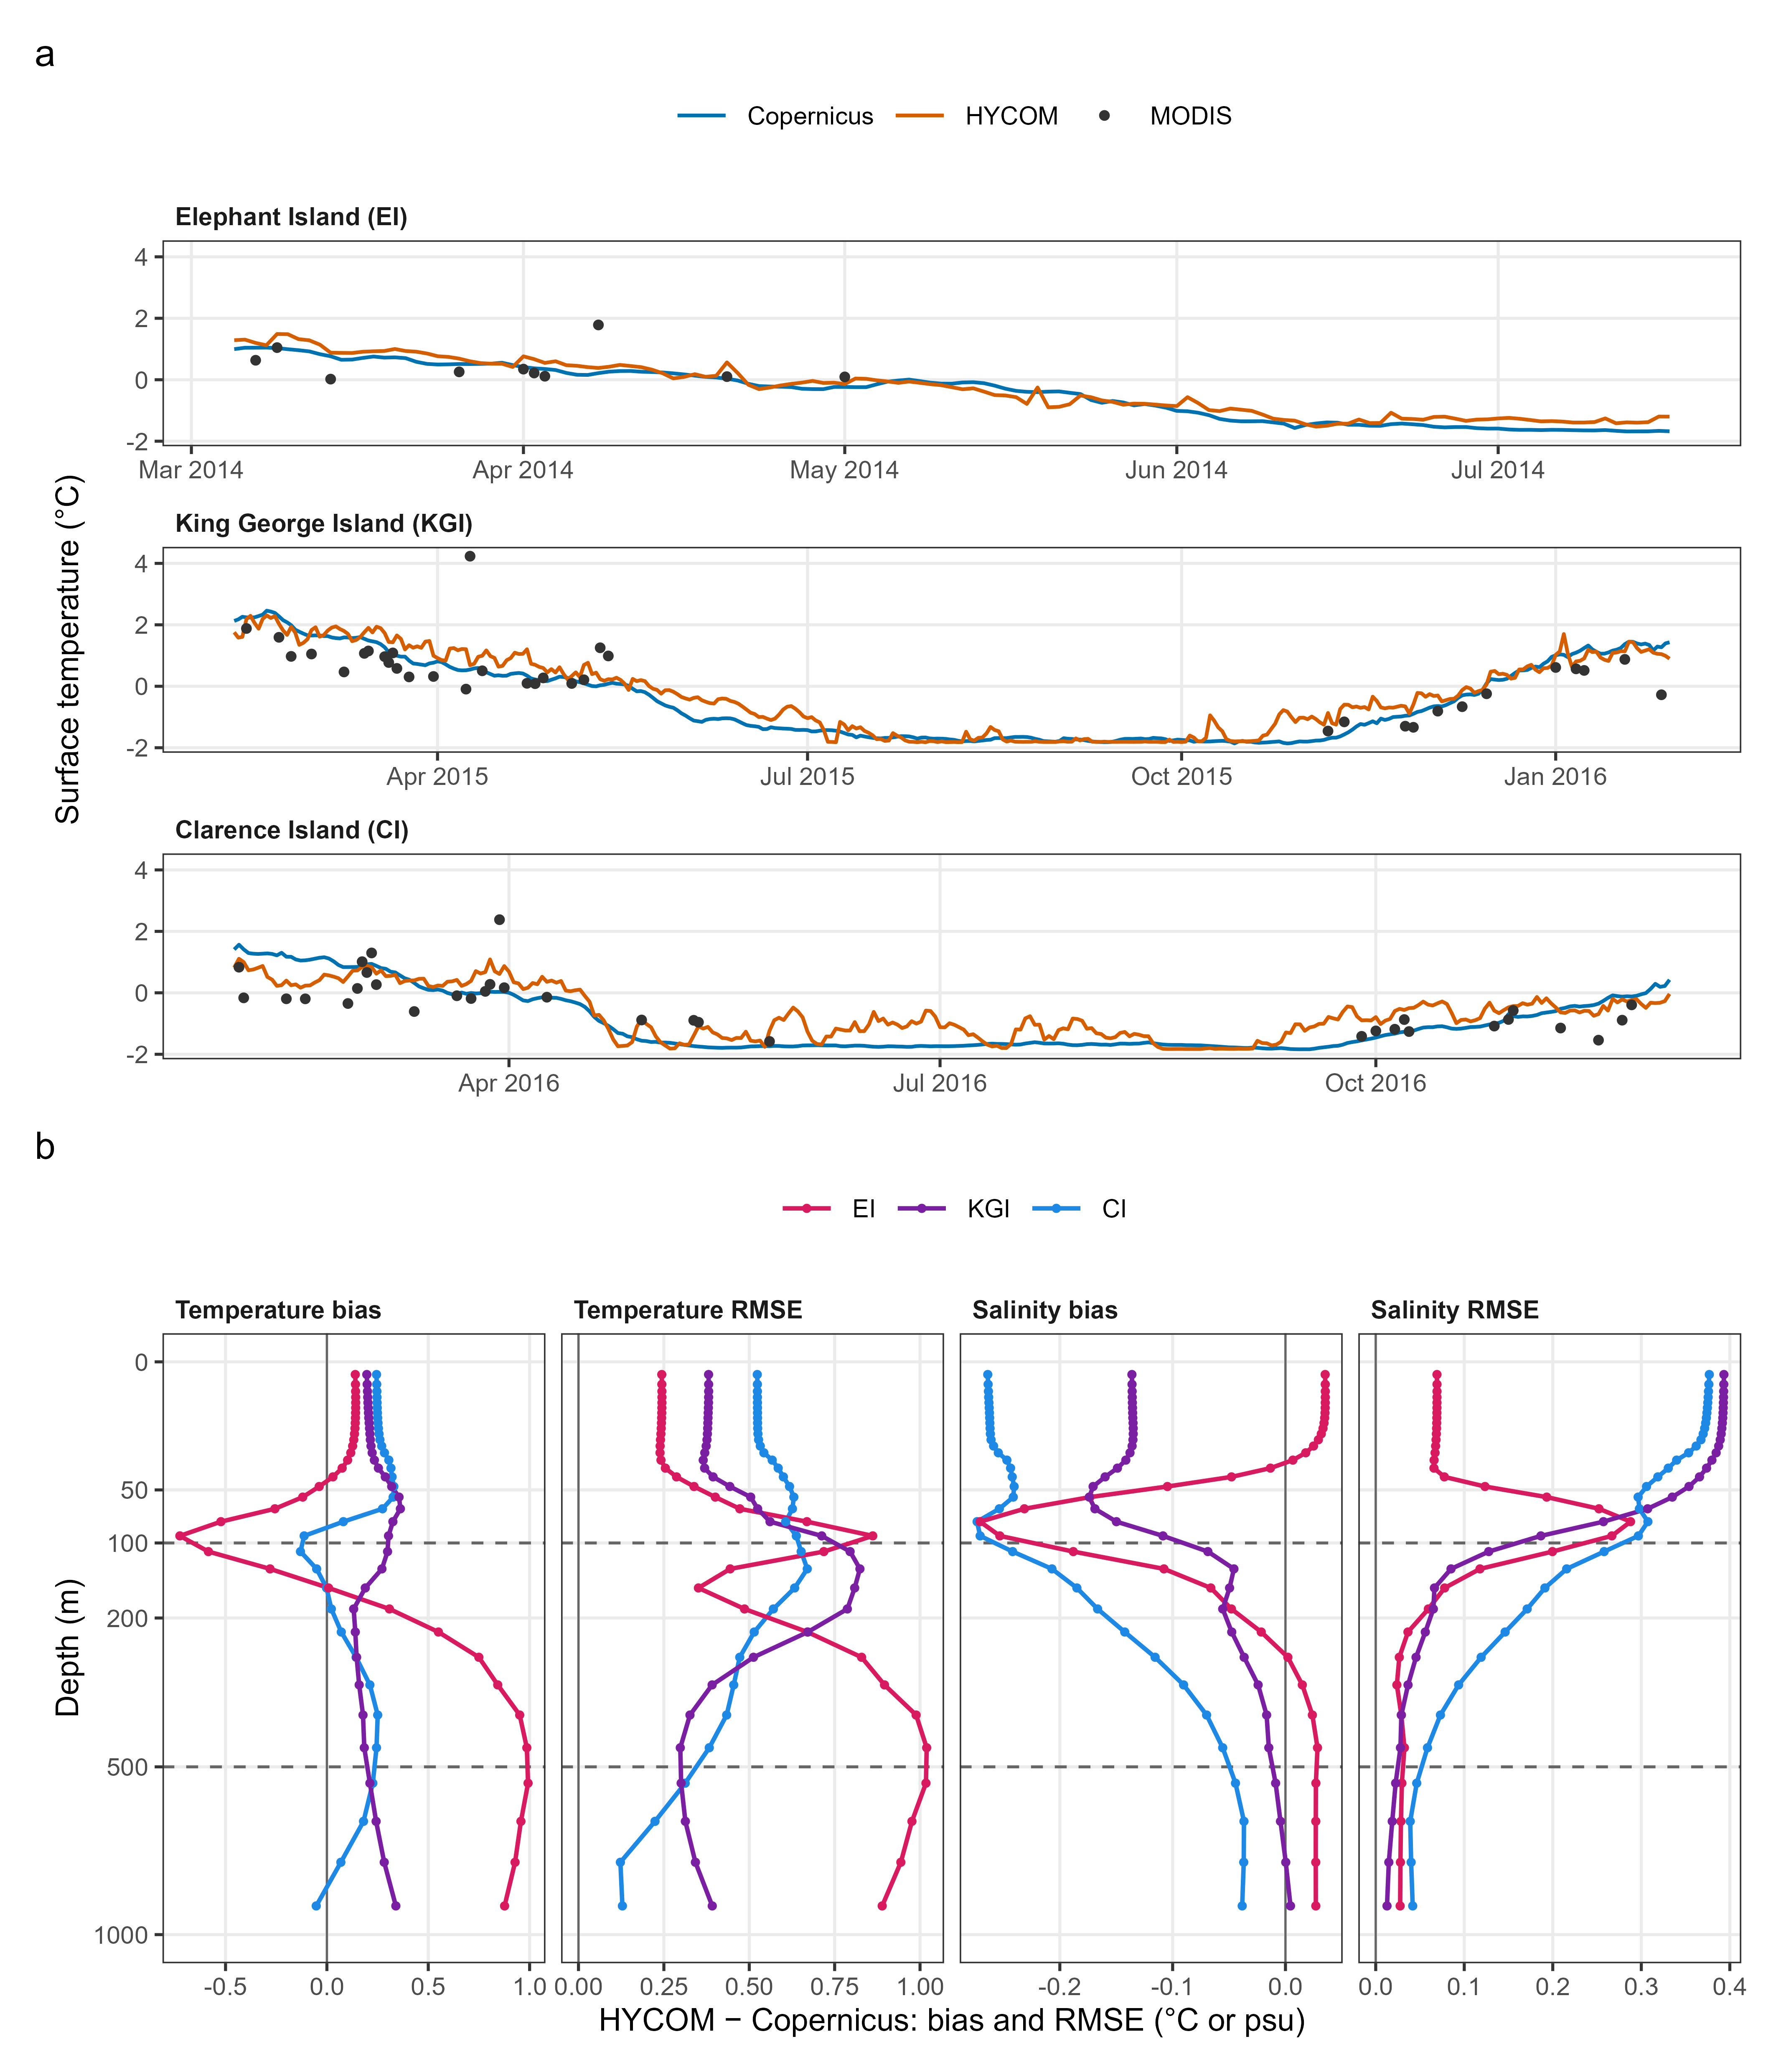 a
Copernicus HYCOM MODIS
Elephant Island (EI)
4
2
0
-2
Mar 2014 Apr 2014 May 2014 Jun 2014 Jul 2014
King George Island (KGI)
4
2
0
-2
Apr 2015 Jul 2015 Oct 2015 Jan 2016
Clarence Island (CI)
4
2
0
-2
Apr 2016 Jul 2016 Oct 2016
Surface temperature (°C)
b
EI KGI CI
Temperature bias Temperature RMSE Salinity bias Salinity RMSE
0
50
100
200
500
1000
Depth (m)
-0.5 0.0 0.5 1.0 0.00 0.25 0.50 0.75 1.00 -0.2 -0.1 0.0 0.0 0.1 0.2 0.3 0.4
HYCOM − Copernicus: bias and RMSE (°C or psu)